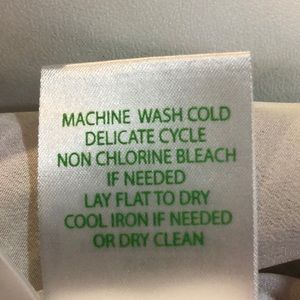 MACHINE WASH COLD
DELICATE CYCLE
NON CHLORINE BLEACH
IF NEEDED
LAY FLAT TO DRY
COOL IRON IF NEEDED
OR DRY CLEAN